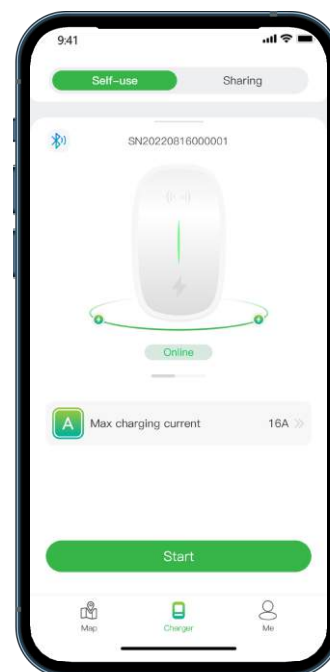 9:41
Self-use Sharing
SN20220816000001
Online
A Max charging current 16A
Start
Map Charger Me